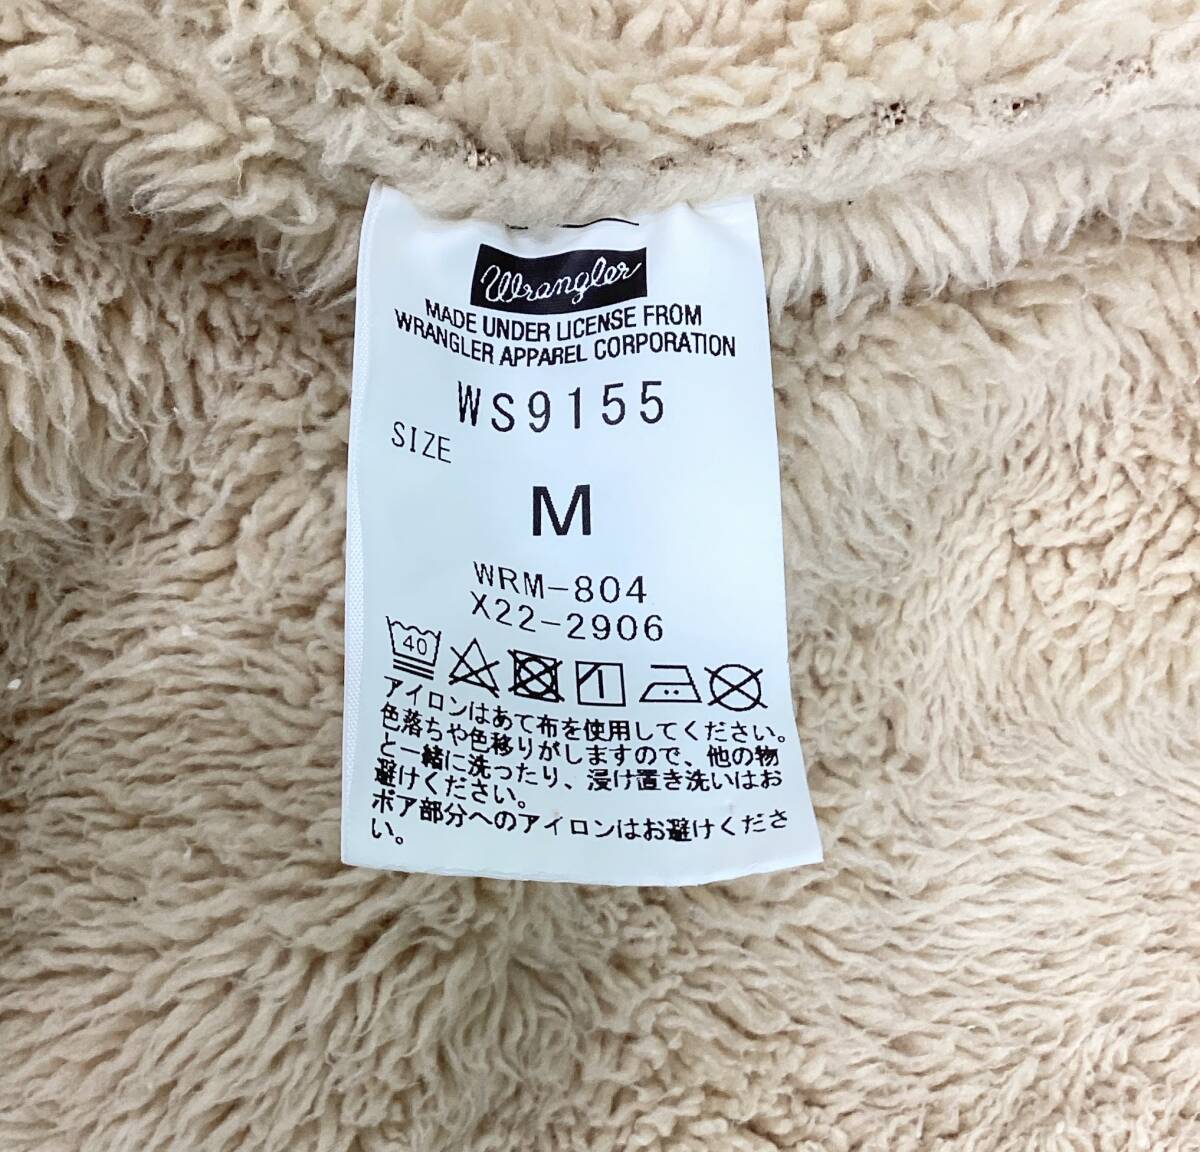 Wrangler
MADE UNDER LICENSE FROM
WRANGLER APPAREL CORPORATION
WS9155
SIZE
M
WRM-804
X22-2906
40
アイロンはあて布を使用してください。
色落ちや色移りがしますので、他の物
と一緒に洗ったり、浸け置き洗いはお
避けください。
ボア部分へのアイロンはお避けくださ
い。